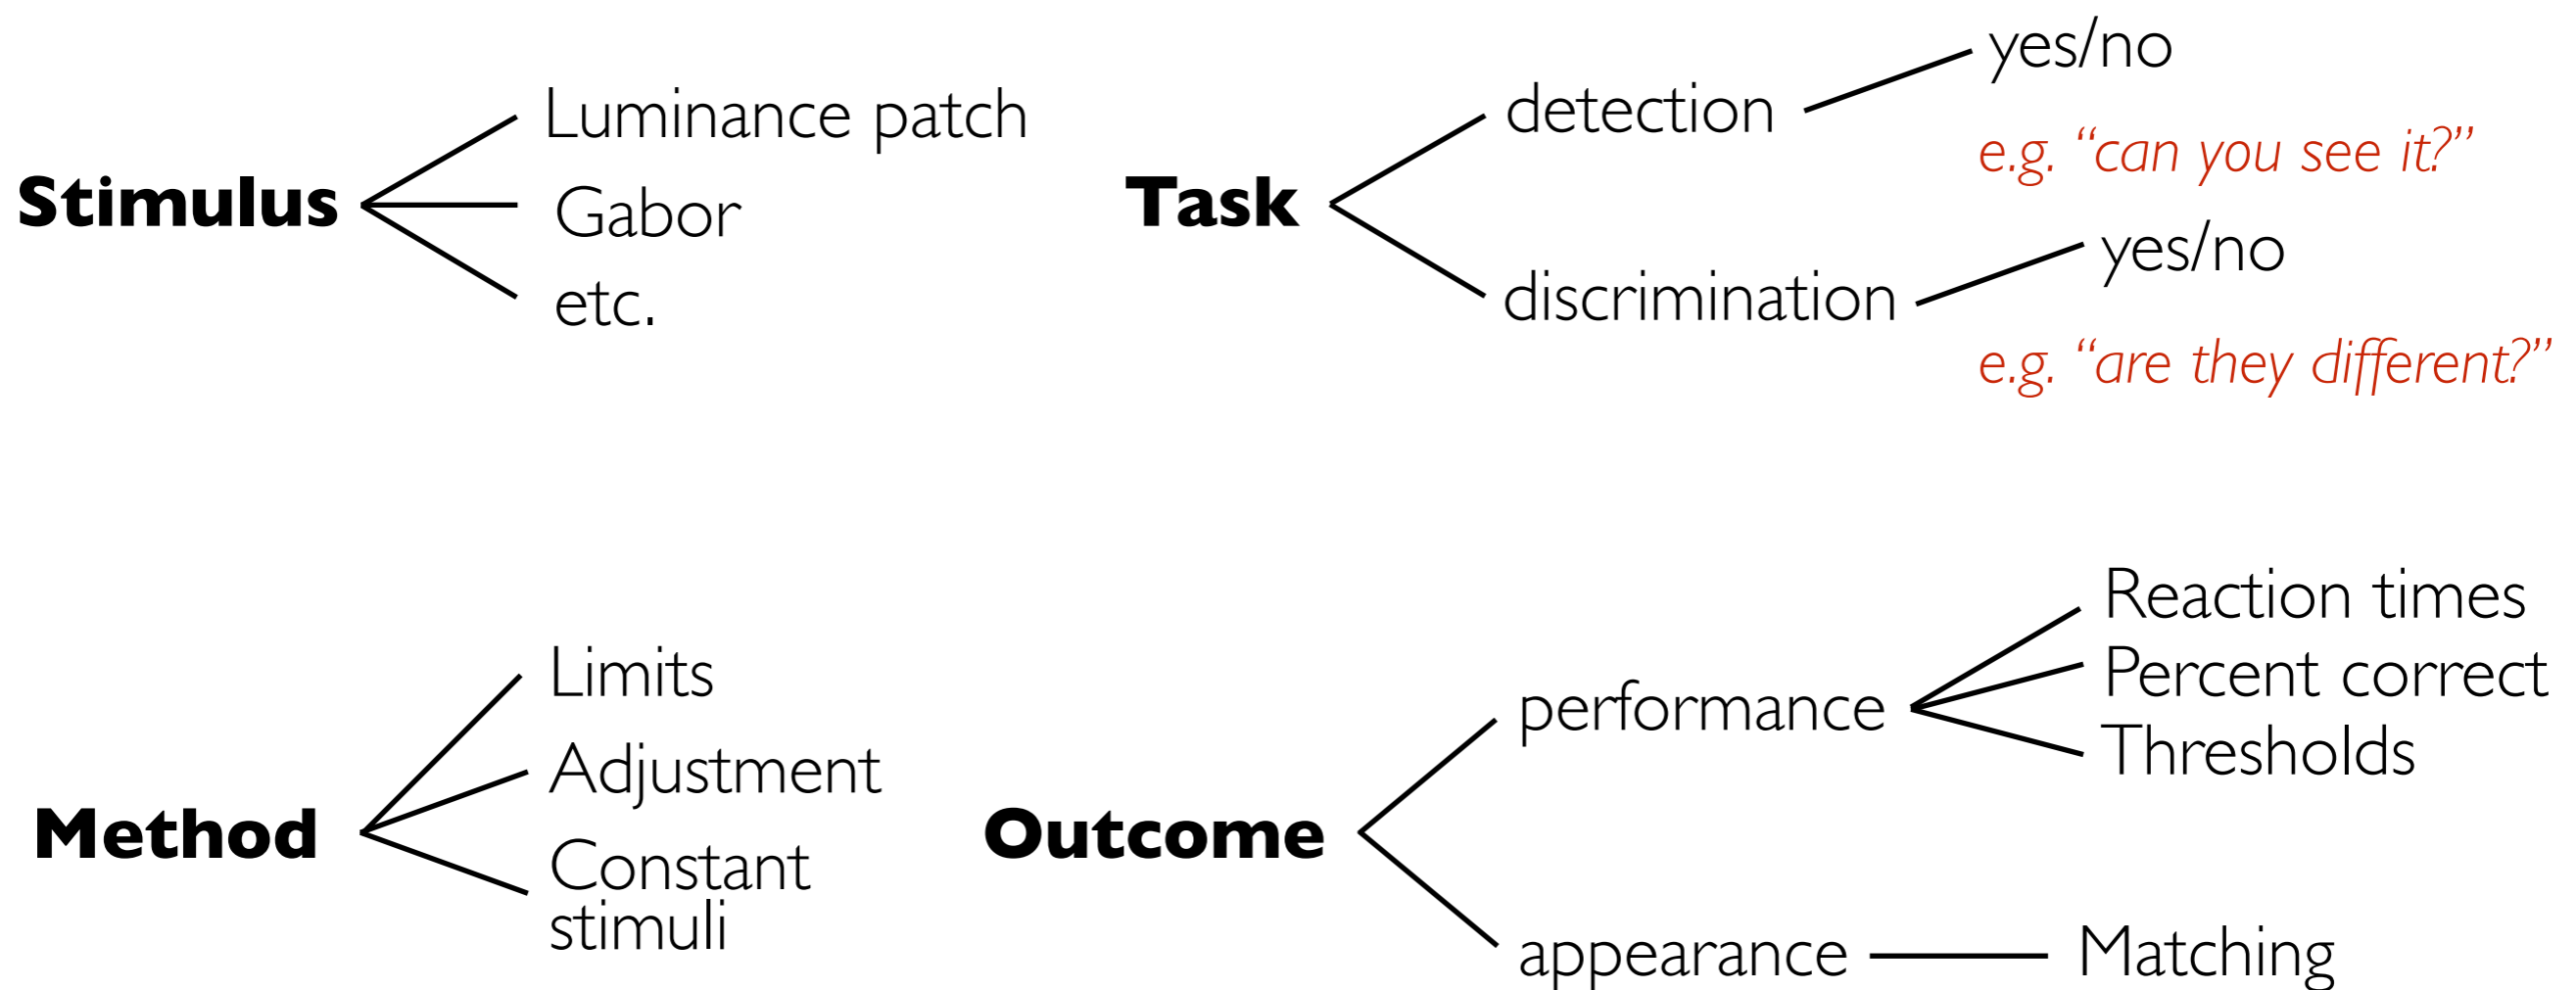 Stimulus
Luminance patch
Gabor
etc.
Task
detection
yes/no
e.g. “can you see it?”
discrimination
yes/no
e.g. “are they different?”
Method
Limits
Adjustment
Constant
stimuli
Outcome
performance
Reaction times
Percent correct
Thresholds
appearance
Matching